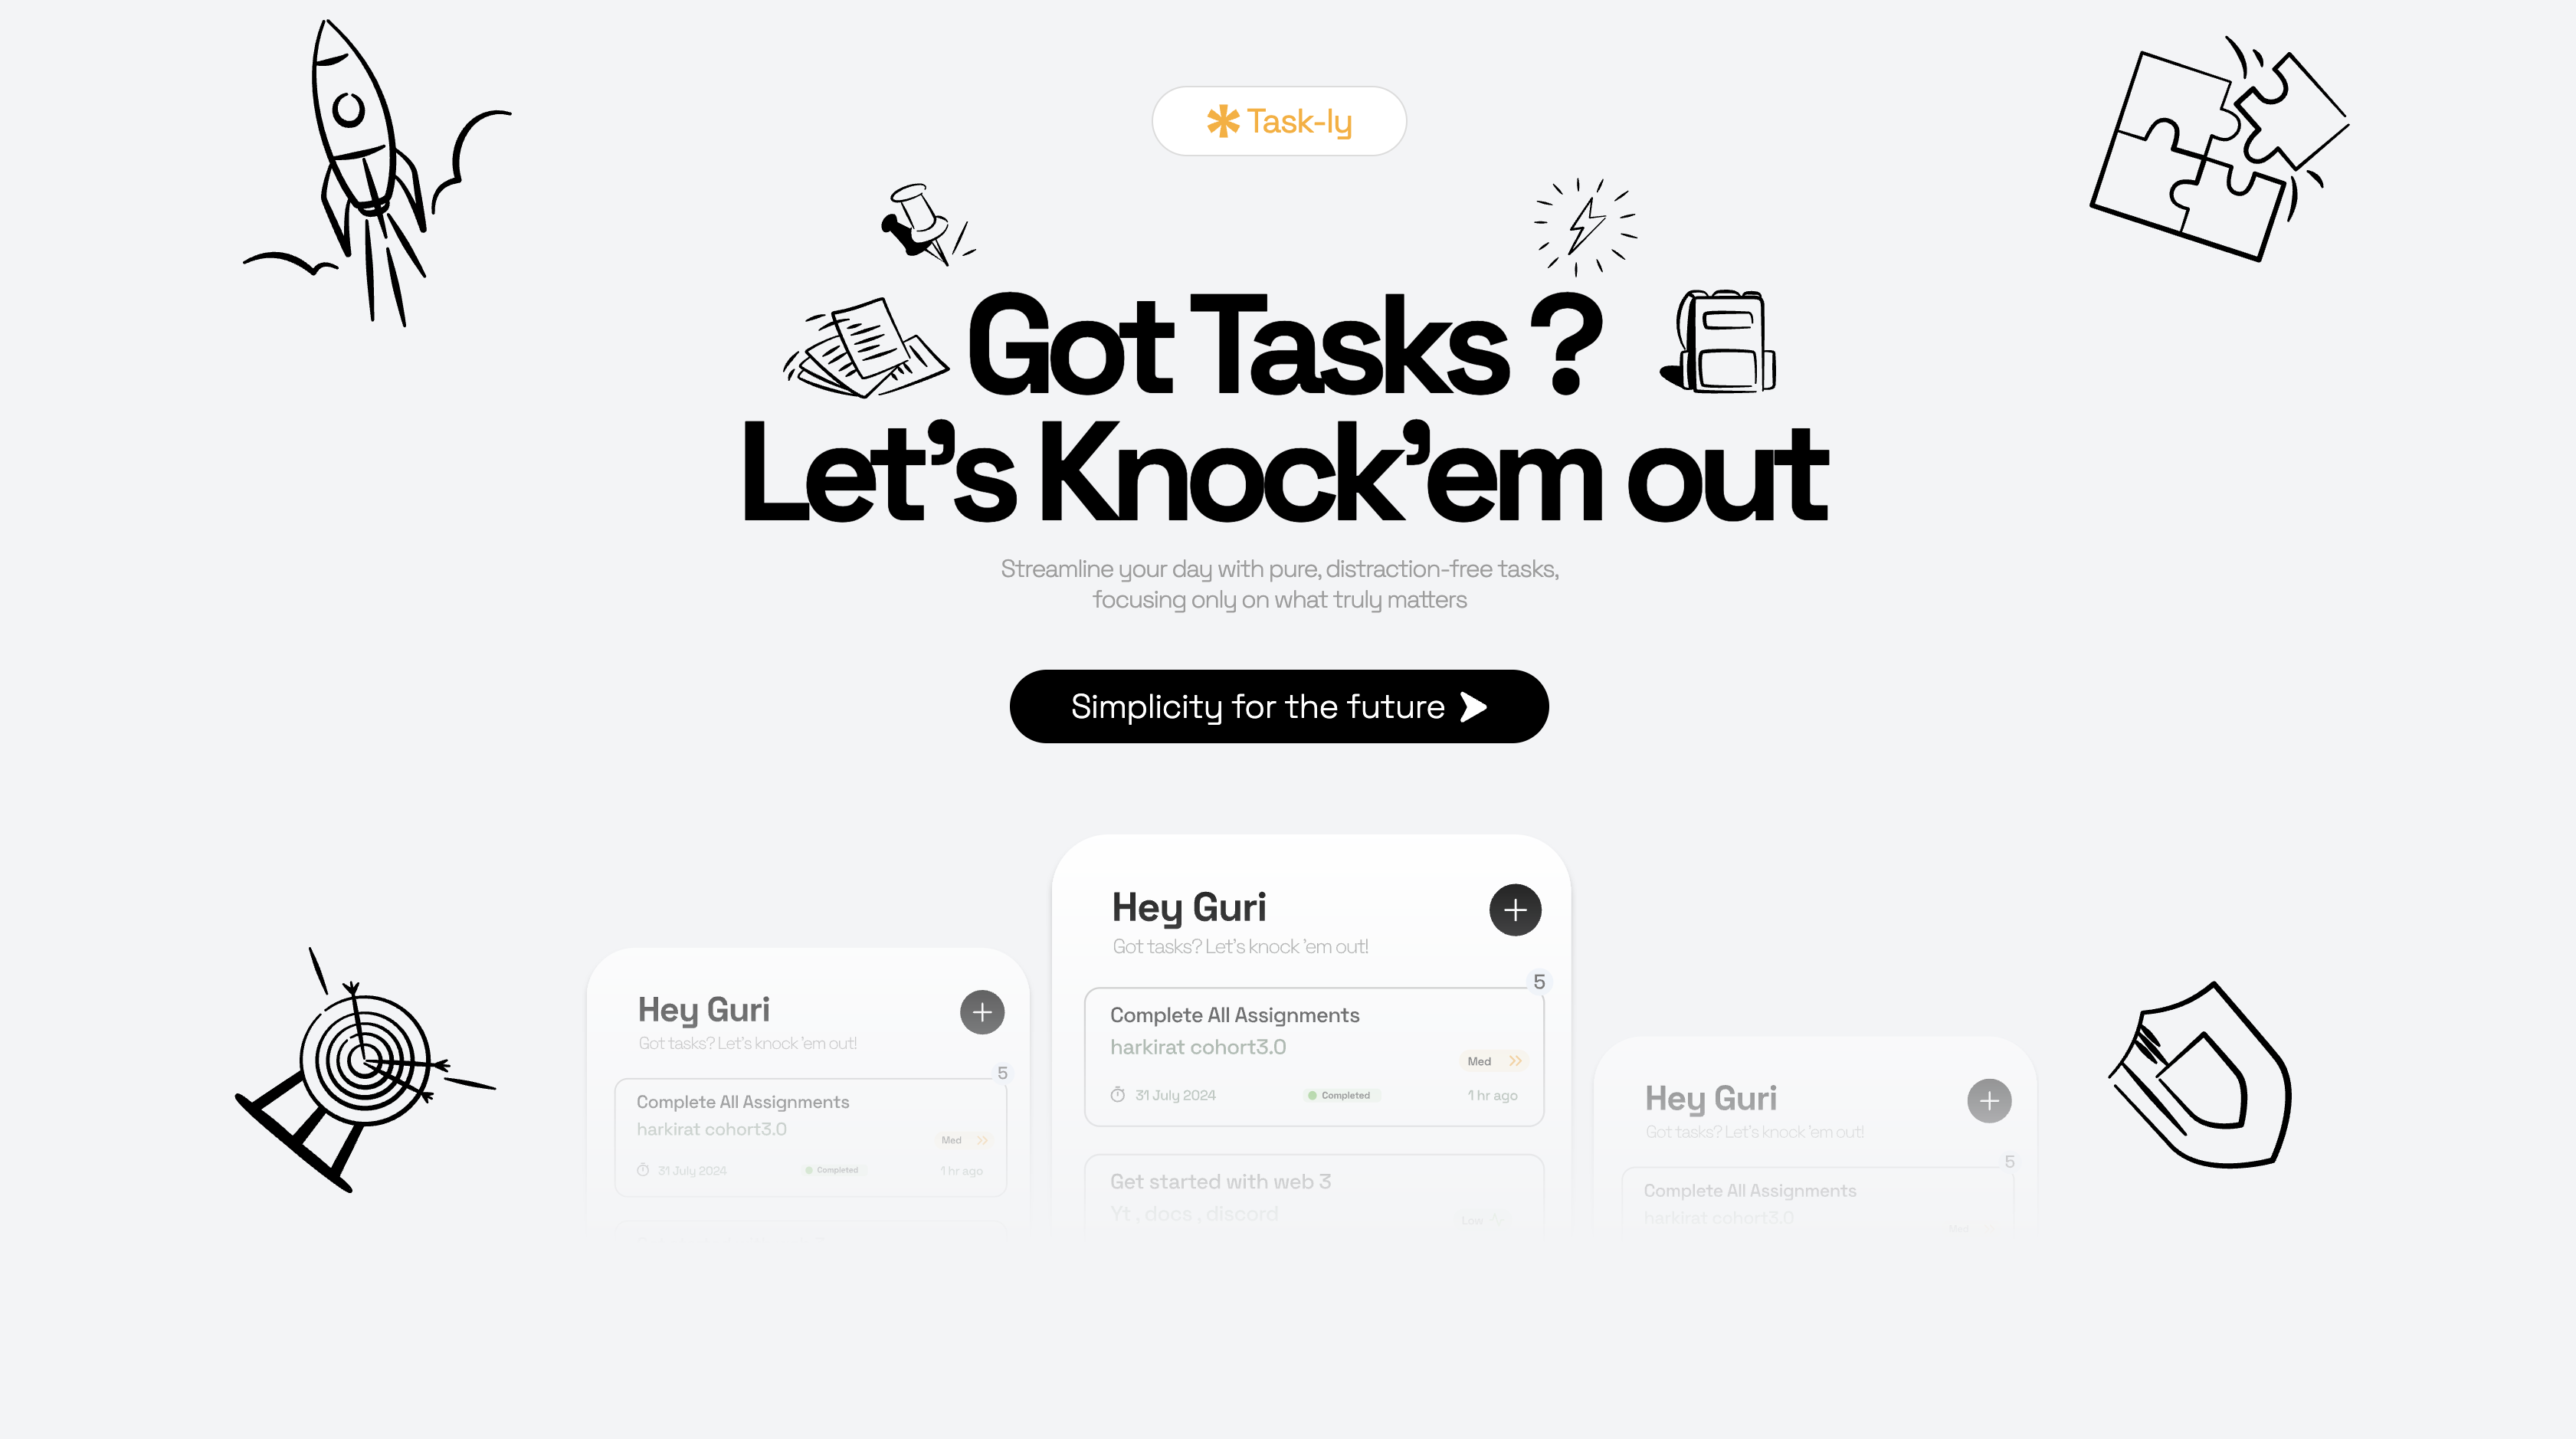 Task-ly
Got Tasks ?
Let's Knock'em out
Streamline your day with pure, distraction-free tasks,
focusing only on what truly matters
Simplicity for the future
Hey Guri
Got tasks? Let's knock 'em out!
5
Complete All Assignments
harkirat cohort3.0
Med
31 July 2024
Completed
1 hr ago
Hey Guri
Got tasks? Let's knock 'em out!
5
Complete All Assignments
harkirat cohort3.0
Med
31 July 2024
Completed
1 hr ago
Get started with web 3
Yt , docs , discord
Low
Hey Guri
Got tasks? Let's knock 'em out!
5
Complete All Assignments
harkirat cohort3.0
Med